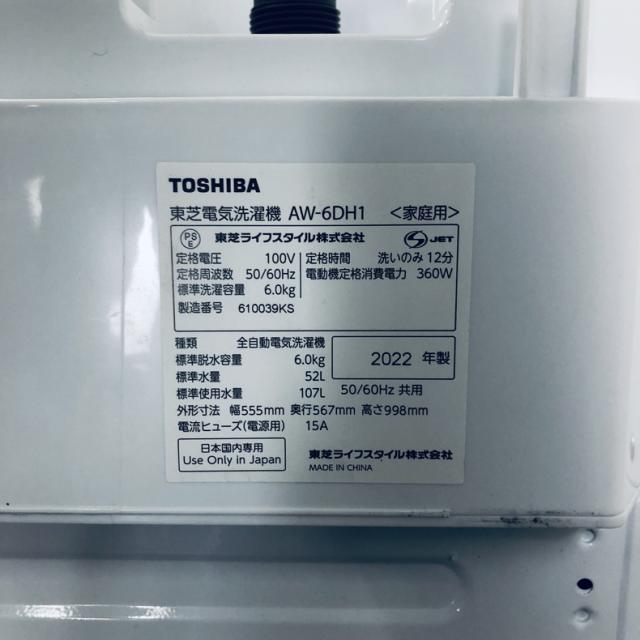 TOSHIBA
東芝電気洗濯機 AW-6DH1 <家庭用>
PS E 東芝ライフスタイル株式会社 S JET
定格電圧 100V 定格時間 洗いのみ 12分
定格周波数 50/60Hz 電動機定格消費電力 360W
標準洗濯容量 6.0kg
製造番号 610039KS
種類 全自動電気洗濯機
標準脱水容量 6.0kg 2022 年製
標準水量 52L
標準使用水量 107L 50/60Hz 共用
外形寸法 幅555mm 奥行567mm 高さ998mm
電流ヒューズ(電源用) 15A
日本国内専用 東芝ライフスタイル株式会社
Use Only in Japan MADE IN CHINA